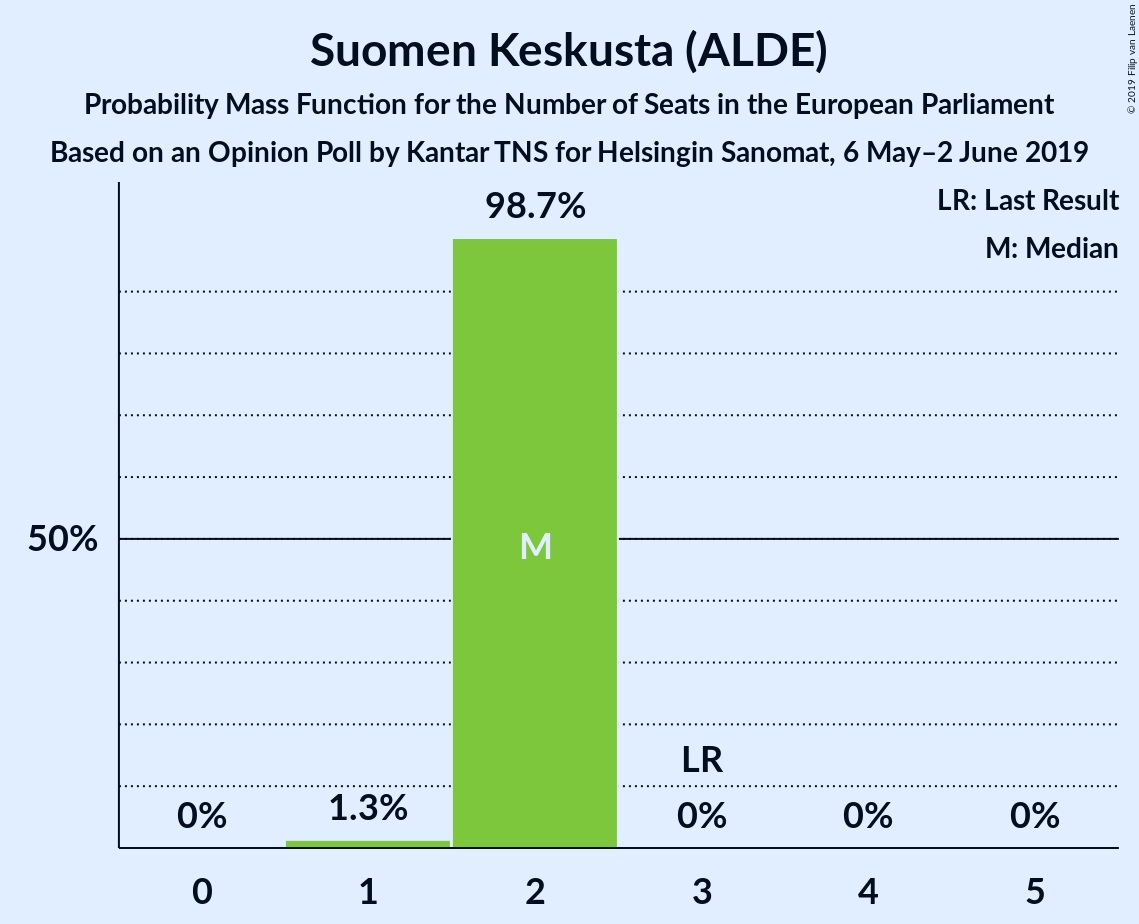 Suomen Keskusta (ALDE)
Probability Mass Function for the Number of Seats in the European Parliament
Based on an Opinion Poll by Kantar TNS for Helsingin Sanomat, 6 May–2 June 2019
© 2019 Filip van Laenen
LR: Last Result
M: Median
98.7%
50%
M
LR
0%
1.3%
0%
0%
0%
0
1
2
3
4
5